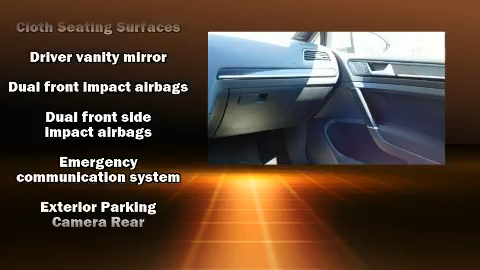 Cloth Seating Surfaces
Driver vanity mirror
Dual front impact airbags
Dual front side
impact airbags
Emergency
communication system
Exterior Parking
Camera Rear